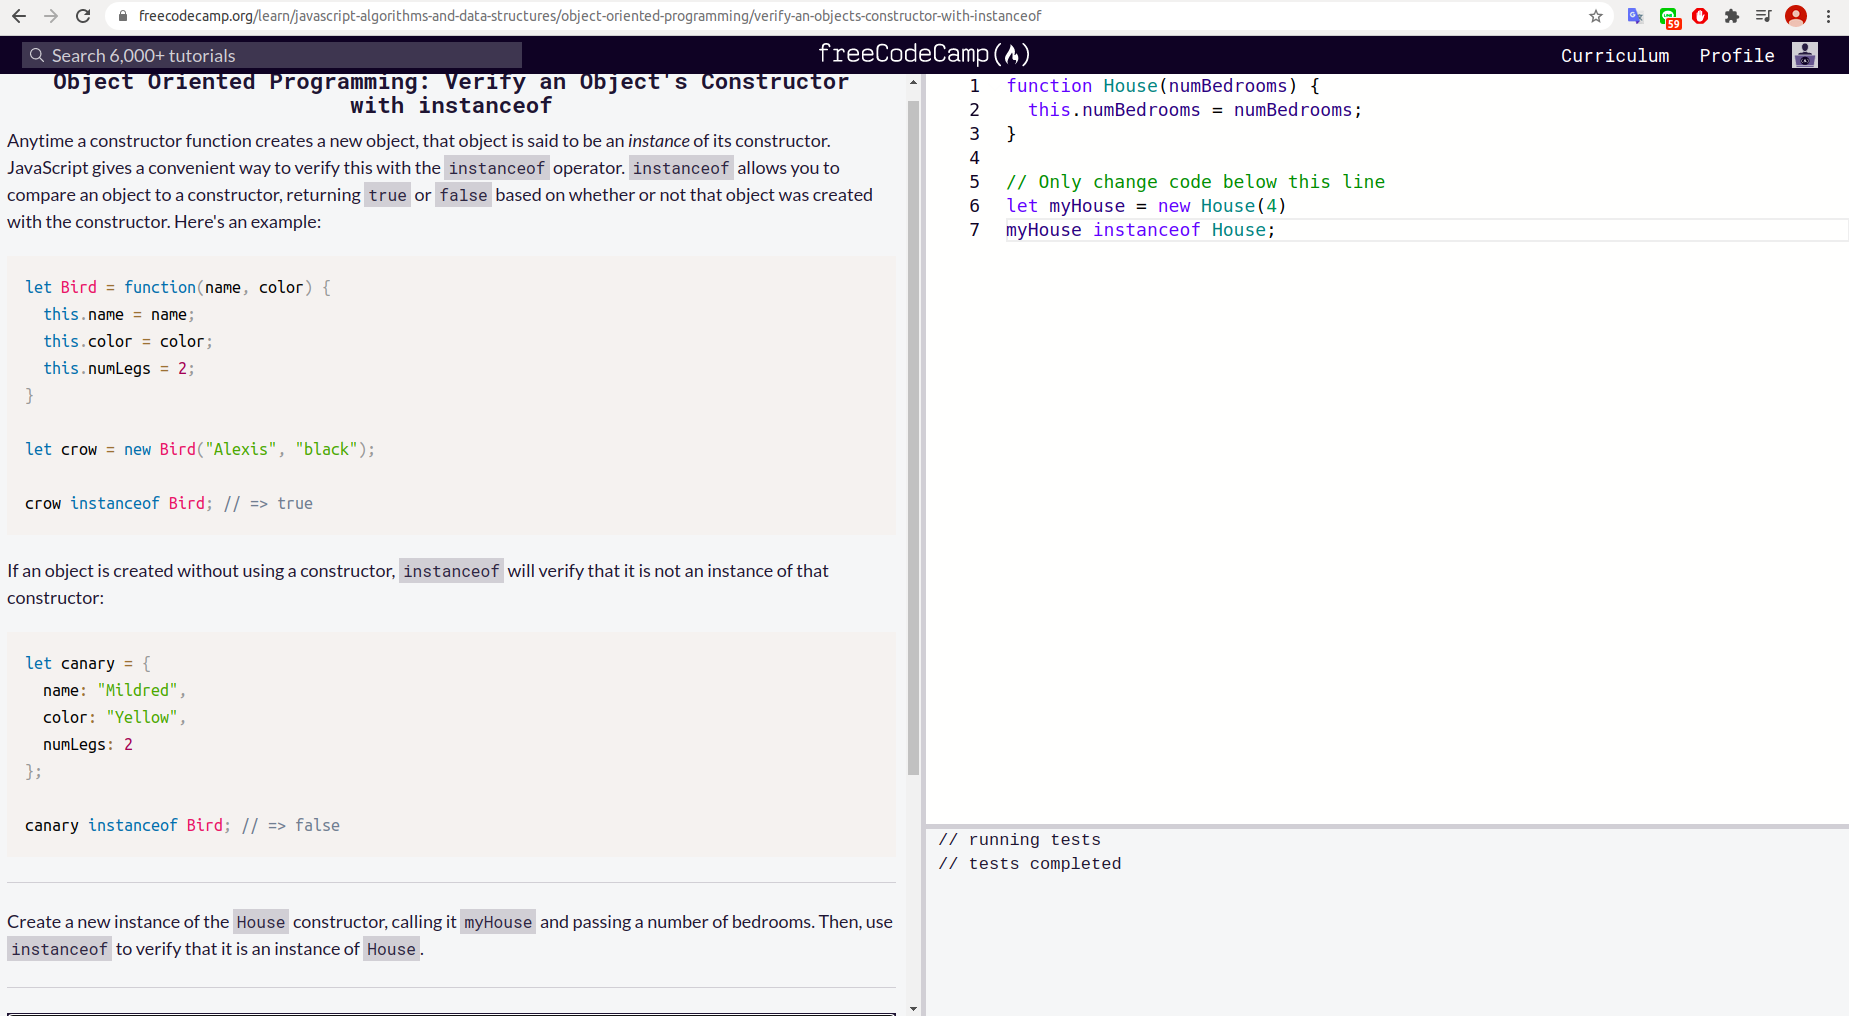 freecodecamp.org/learn/javascript-algorithms-and-data-structures/object-oriented-programming/verify-an-objects-constructor-with-instanceof
59
Search 6,000+ tutorials
freeCodeCamp
Curriculum
Profile
Object Oriented Programming: Verify an Object's Constructor
with instanceof
Anytime a constructor function creates a new object, that object is said to be an instance of its constructor.
JavaScript gives a convenient way to verify this with the instanceof operator. instanceof allows you to
compare an object to a constructor, returning true or false based on whether or not that object was created
with the constructor. Here's an example:
let Bird = function(name, color) {
  this.name = name;
  this.color = color;
  this.numLegs = 2;
}
let crow = new Bird("Alexis", "black");
crow instanceof Bird; // => true
If an object is created without using a constructor, instanceof will verify that it is not an instance of that
constructor:
let canary = {
  name: "Mildred",
  color: "Yellow",
  numLegs: 2
};
canary instanceof Bird; // => false
Create a new instance of the House constructor, calling it myHouse and passing a number of bedrooms. Then, use
instanceof to verify that it is an instance of House.
1 function House(numBedrooms) {
2   this.numBedrooms = numBedrooms;
3 }
4
5 // Only change code below this line
6 let myHouse = new House(4)
7 myHouse instanceof House;
// running tests
// tests completed